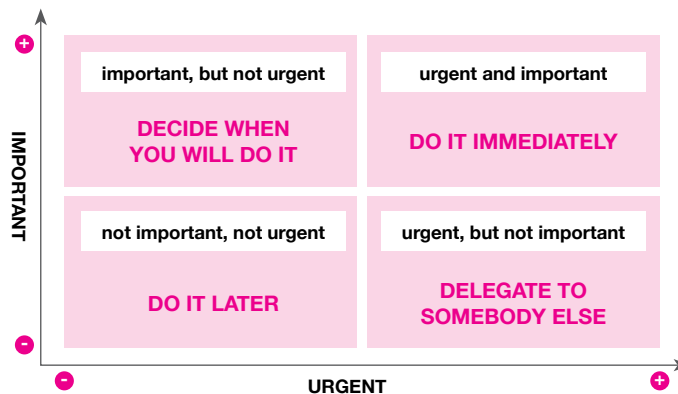 +
important, but not urgent
DECIDE WHEN
YOU WILL DO IT
urgent and important
DO IT IMMEDIATELY
IMPORTANT
not important, not urgent
DO IT LATER
urgent, but not important
DELEGATE TO
SOMEBODY ELSE
-
-
URGENT
+